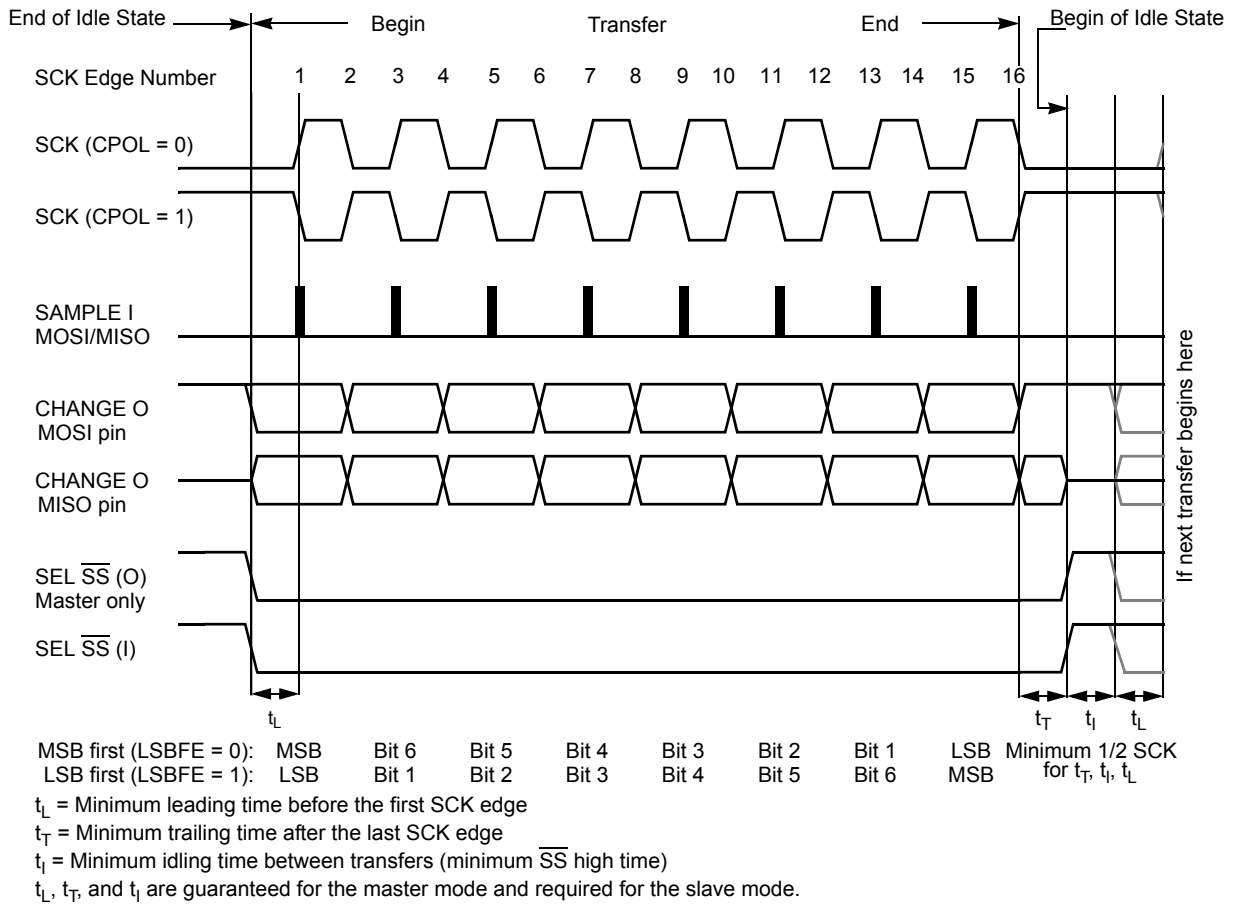 End of Idle State Begin Transfer End Begin of Idle State
SCK Edge Number 1 2 3 4 5 6 7 8 9 10 11 12 13 14 15 16
SCK (CPOL = 0)
SCK (CPOL = 1)
SAMPLE I
MOSI/MISO
CHANGE O
MOSI pin
CHANGE O
MISO pin
SEL SS (O)
Master only
SEL SS (I)
If next transfer begins here
tL tT tI tL
MSB first (LSBFE = 0): MSB Bit 6 Bit 5 Bit 4 Bit 3 Bit 2 Bit 1 LSB Minimum 1/2 SCK
LSB first (LSBFE = 1): LSB Bit 1 Bit 2 Bit 3 Bit 4 Bit 5 Bit 6 MSB for tT, tI, tL
tL = Minimum leading time before the first SCK edge
tT = Minimum trailing time after the last SCK edge
tI = Minimum idling time between transfers (minimum SS high time)
tL, tT, and tI are guaranteed for the master mode and required for the slave mode.